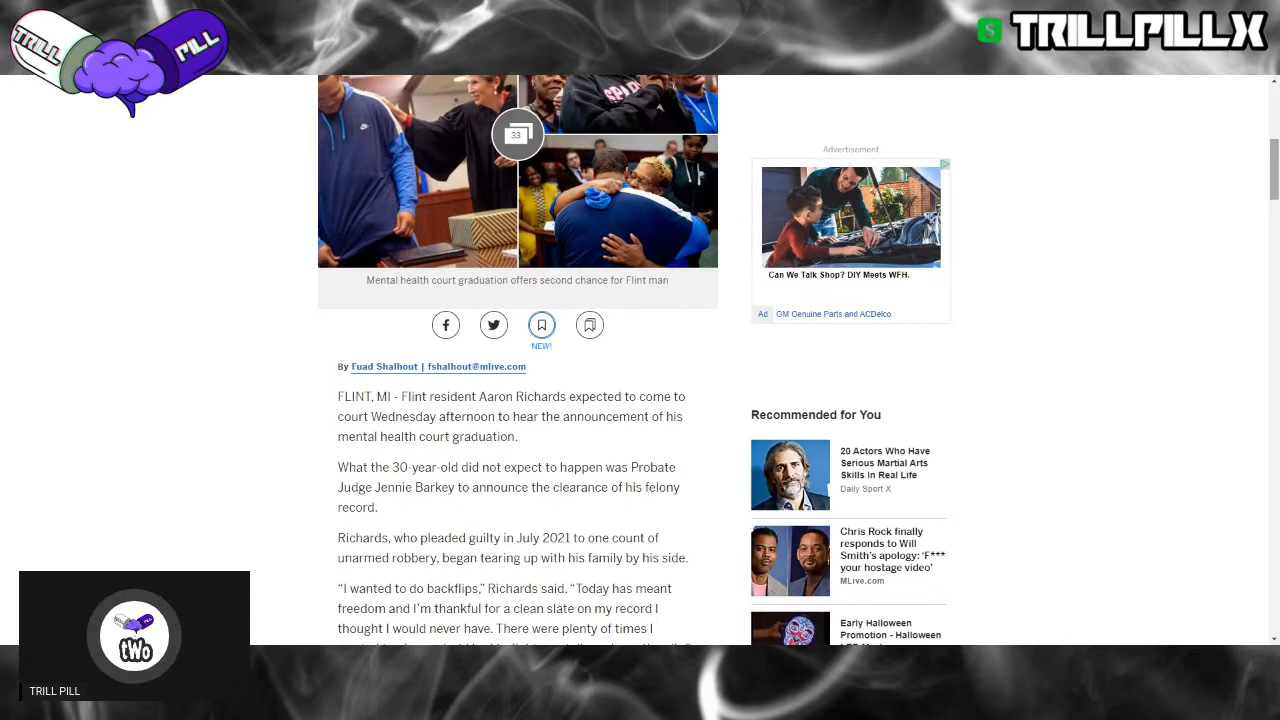 TRILL
PILL
TRILLPILLX
$
SPAR
33
Mental health court graduation offers second chance for Flint man
NEW!
By Fuad Shalhout | fshalhout@mlive.com
FLINT, MI - Flint resident Aaron Richards expected to come to
court Wednesday afternoon to hear the announcement of his
mental health court graduation.
What the 30-year-old did not expect to happen was Probate
Judge Jennie Barkey to announce the clearance of his felony
record.
Richards, who pleaded guilty in July 2021 to one count of
unarmed robbery, began tearing up with his family by his side.
“I wanted to do backflips,” Richards said. “Today has meant
freedom and I’m thankful for a clean slate on my record I
thought I would never have. There were plenty of times I
Advertisement
Can We Talk Shop? DIY Meets WFH.
Ad GM Genuine Parts and ACDelco
Recommended for You
20 Actors Who Have
Serious Martial Arts
Skills In Real Life
Daily Sport X
Chris Rock finally
responds to Will
Smith’s apology: ‘F***
your hostage video’
MLive.com
Early Halloween
Promotion - Halloween
two
TRILL PILL